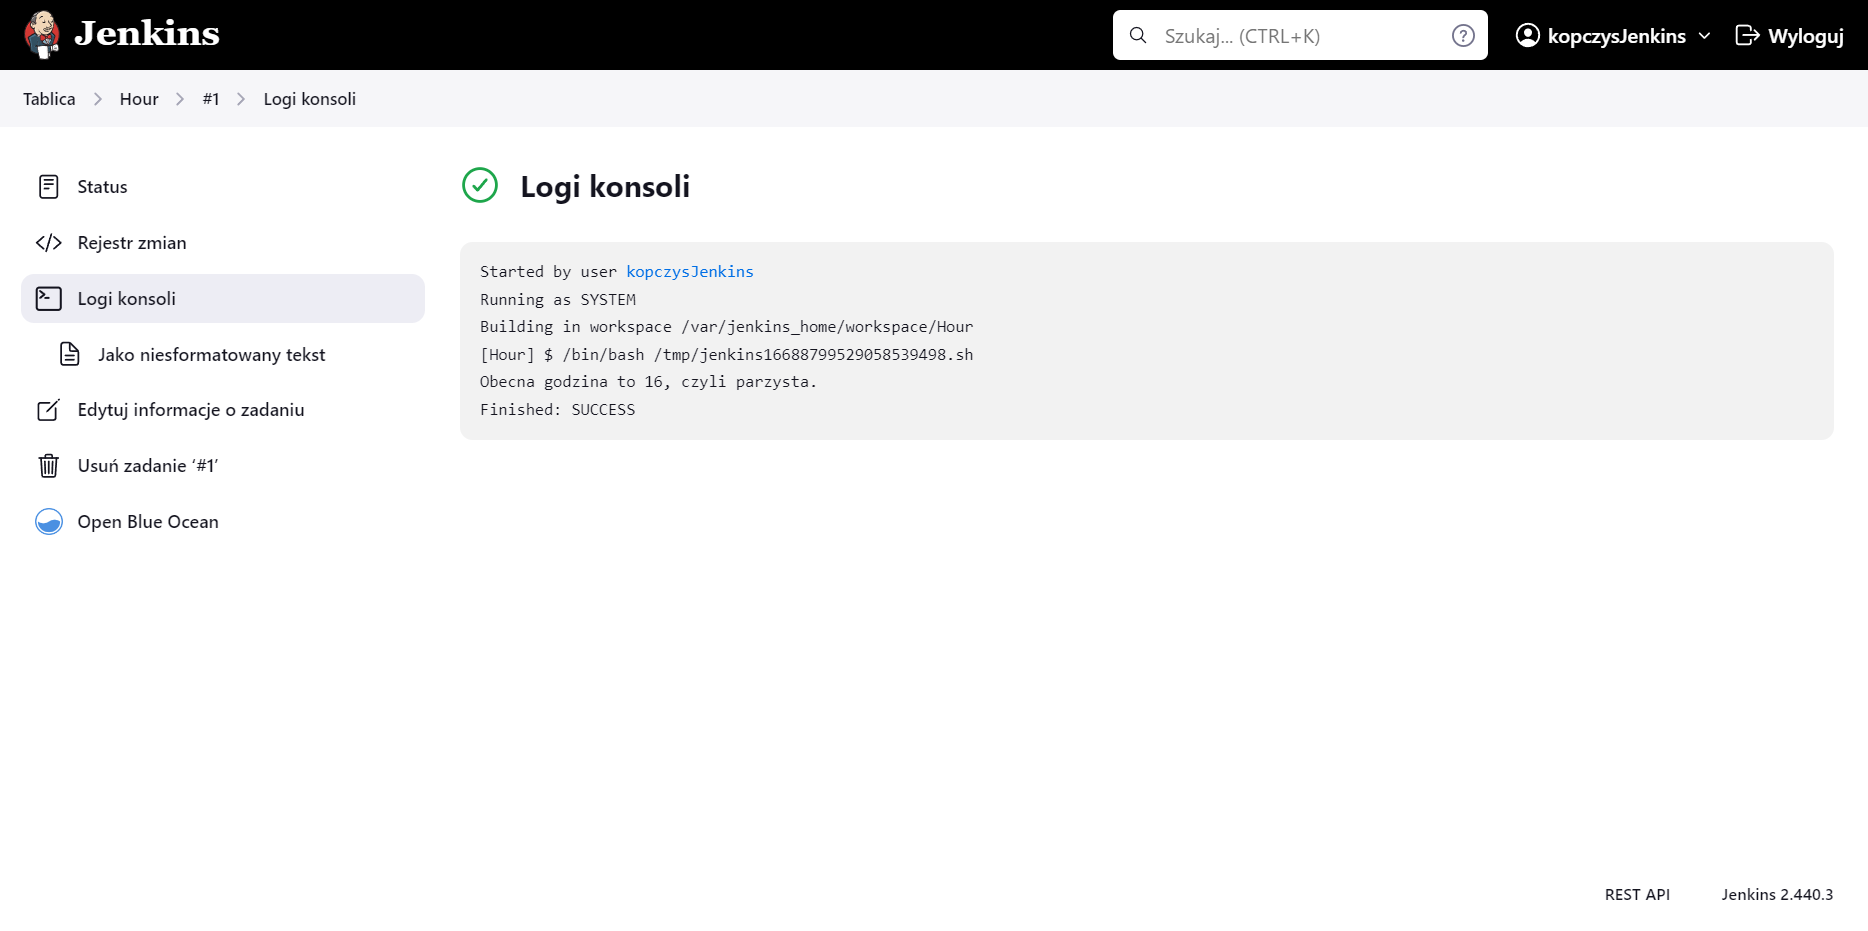 Jenkins
Szukaj... (CTRL+K)
kopczysJenkins
Wyloguj
Tablica
Hour
#1
Logi konsoli
Status
Rejestr zmian
Logi konsoli
Jako niesformatowany tekst
Edytuj informacje o zadaniu
Usuń zadanie ‘#1’
Open Blue Ocean
Logi konsoli
Started by user kopczysJenkins
Running as SYSTEM
Building in workspace /var/jenkins_home/workspace/Hour
[Hour] $ /bin/bash /tmp/jenkins16688799529058539498.sh
Obecna godzina to 16, czyli parzysta.
Finished: SUCCESS
REST API
Jenkins 2.440.3